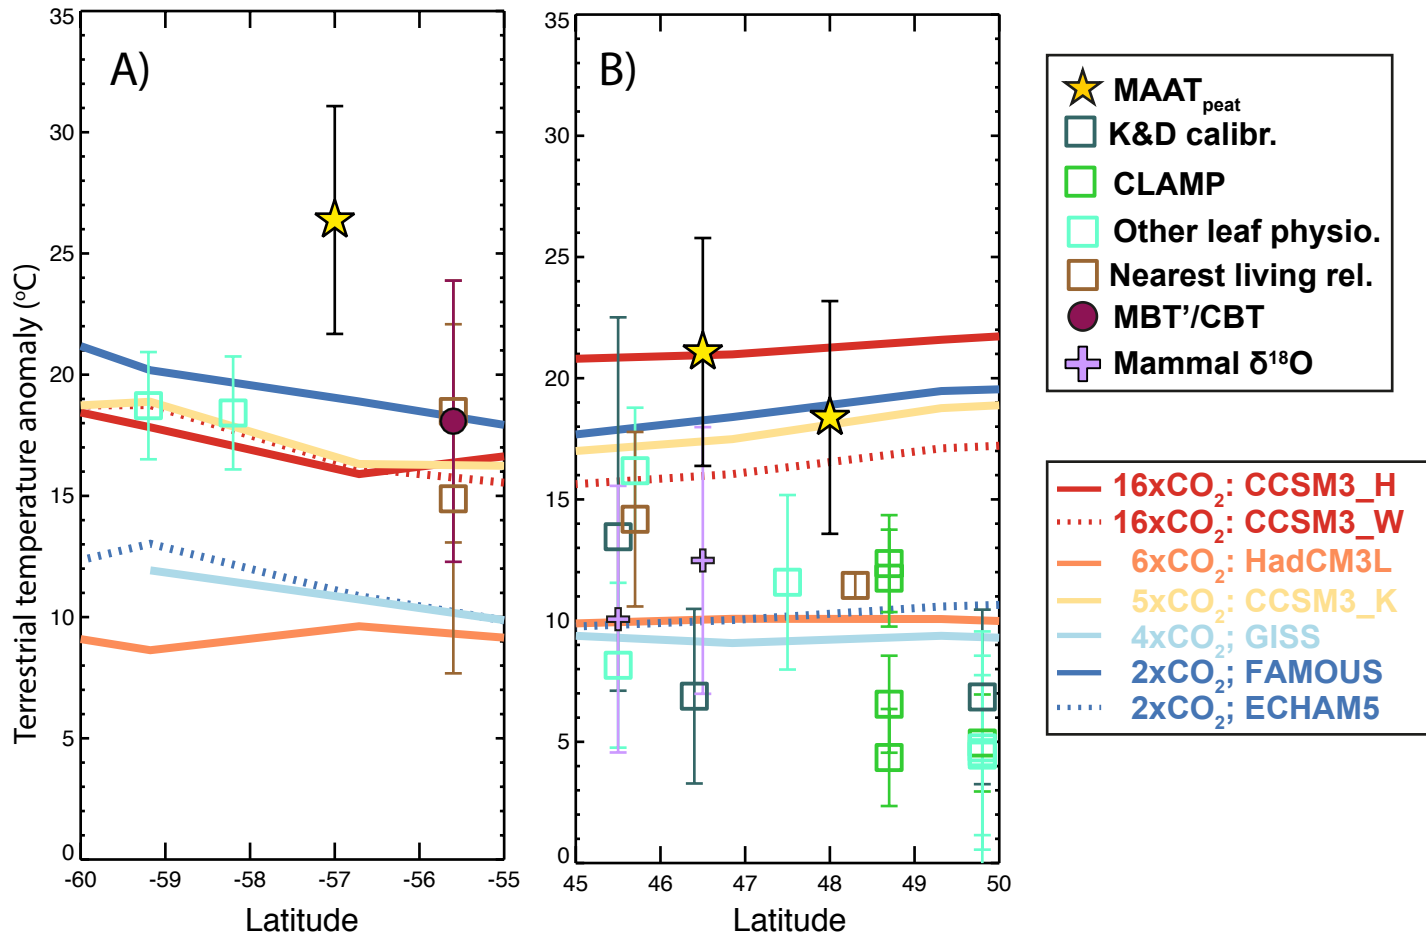 A)
B)
35
30
25
20
15
10
5
0
-60
-59
-58
-57
-56
-55
Latitude
Terrestrial temperature anomaly (°C)
35
30
25
20
15
10
5
0
45
46
47
48
49
50
Latitude
MAATpeat
K&D calibr.
CLAMP
Other leaf physio.
Nearest living rel.
MBT'/CBT
Mammal δ¹⁸O
16xCO₂: CCSM3_H
16xCO₂: CCSM3_W
6xCO₂: HadCM3L
5xCO₂: CCSM3_K
4xCO₂; GISS
2xCO₂; FAMOUS
2xCO₂; ECHAM5